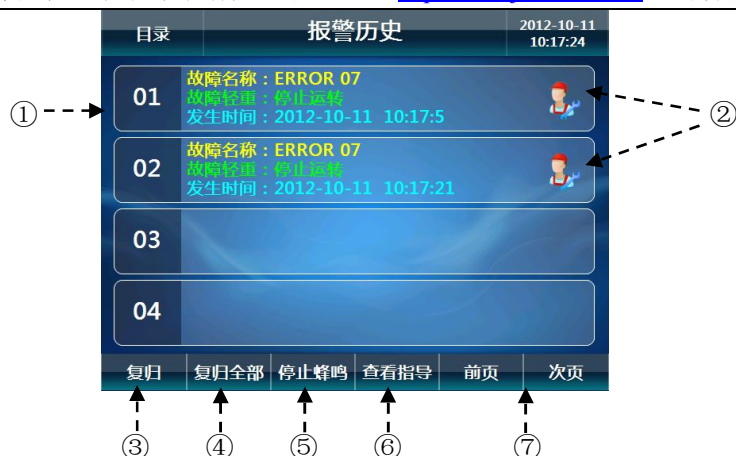 目录
报警历史
2012-10-11
10:17:24
01
故障名称：ERROR 07
故障轻重：停止运转
发生时间：2012-10-11 10:17:5
02
故障名称：ERROR 07
故障轻重：停止运转
发生时间：2012-10-11 10:17:21
①
②
03
04
复归 复归全部 停止蜂鸣 查看指导 前页 次页
③ ④ ⑤ ⑥ ⑦